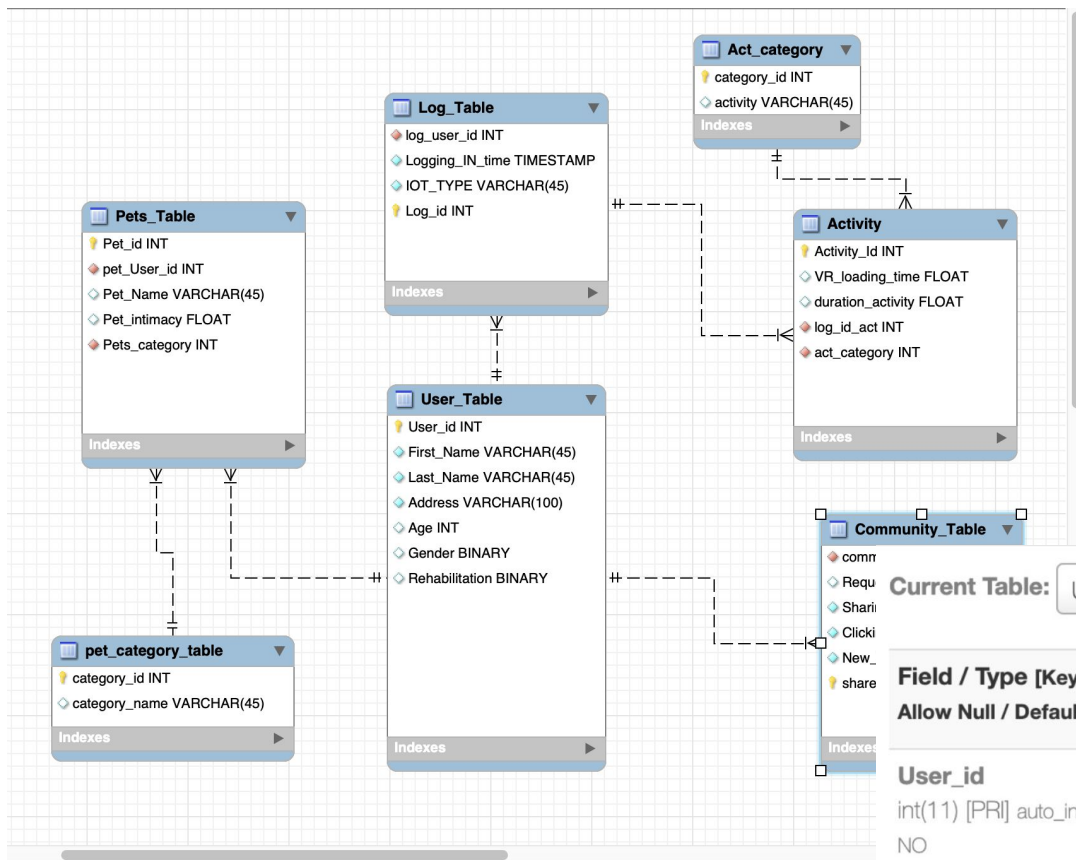 Act_category
category_id INT
activity VARCHAR(45)
Indexes
Log_Table
log_user_id INT
Logging_IN_time TIMESTAMP
IOT_TYPE VARCHAR(45)
Log_id INT
Indexes
Pets_Table
Pet_id INT
pet_User_id INT
Pet_Name VARCHAR(45)
Pet_intimacy FLOAT
Pets_category INT
Indexes
Activity
Activity_Id INT
VR_loading_time FLOAT
duration_activity FLOAT
log_id_act INT
act_category INT
Indexes
User_Table
User_id INT
First_Name VARCHAR(45)
Last_Name VARCHAR(45)
Address VARCHAR(100)
Age INT
Gender BINARY
Rehabilitation BINARY
Indexes
pet_category_table
category_id INT
category_name VARCHAR(45)
Indexes
Community_Table
comm
Requ
Shari
Clicki
New_
share
Indexes
Current Table:
Field / Type [Key
Allow Null / Defaul
User_id
int(11) [PRI] auto_in
NO